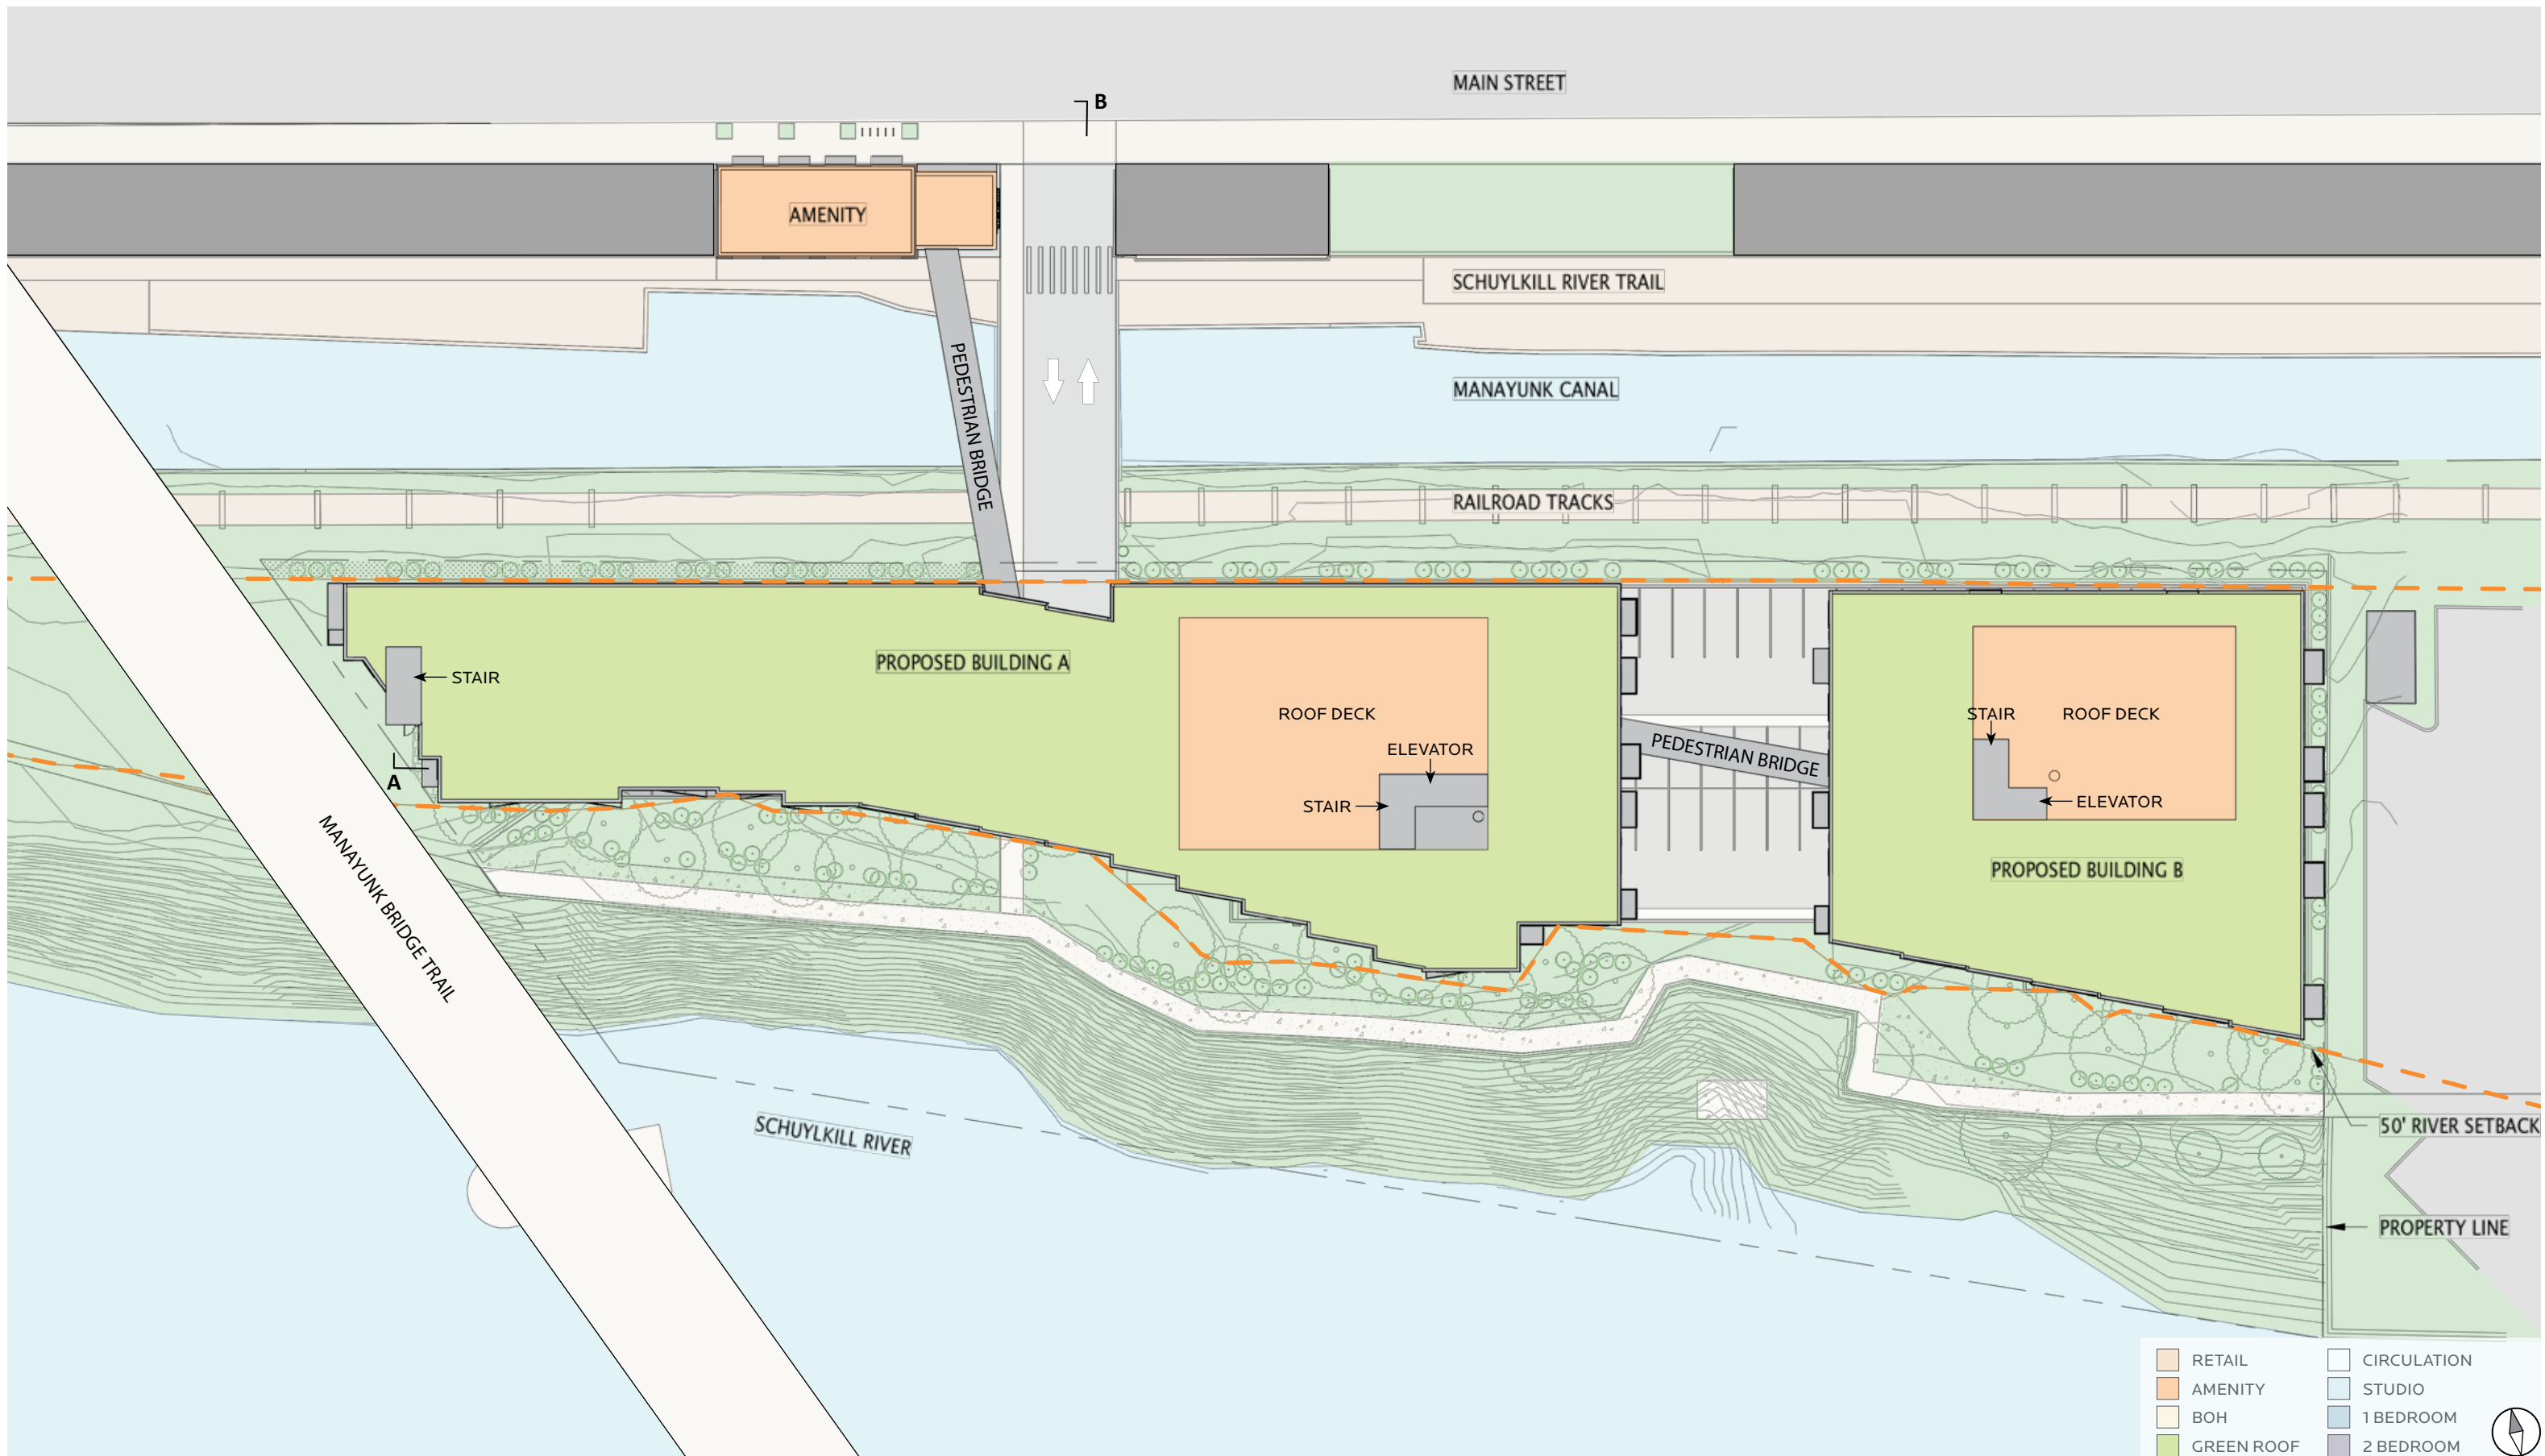 MAIN STREET
B
AMENITY
SCHUYLKILL RIVER TRAIL
PEDESTRIAN BRIDGE
MANAYUNK CANAL
RAILROAD TRACKS
PROPOSED BUILDING A
STAIR
ROOF DECK
ELEVATOR
STAIR
PEDESTRIAN BRIDGE
STAIR
ROOF DECK
ELEVATOR
PROPOSED BUILDING B
A
MANAYUNK BRIDGE TRAIL
SCHUYLKILL RIVER
50' RIVER SETBACK
PROPERTY LINE
RETAIL
AMENITY
BOH
GREEN ROOF
CIRCULATION
STUDIO
1 BEDROOM
2 BEDROOM